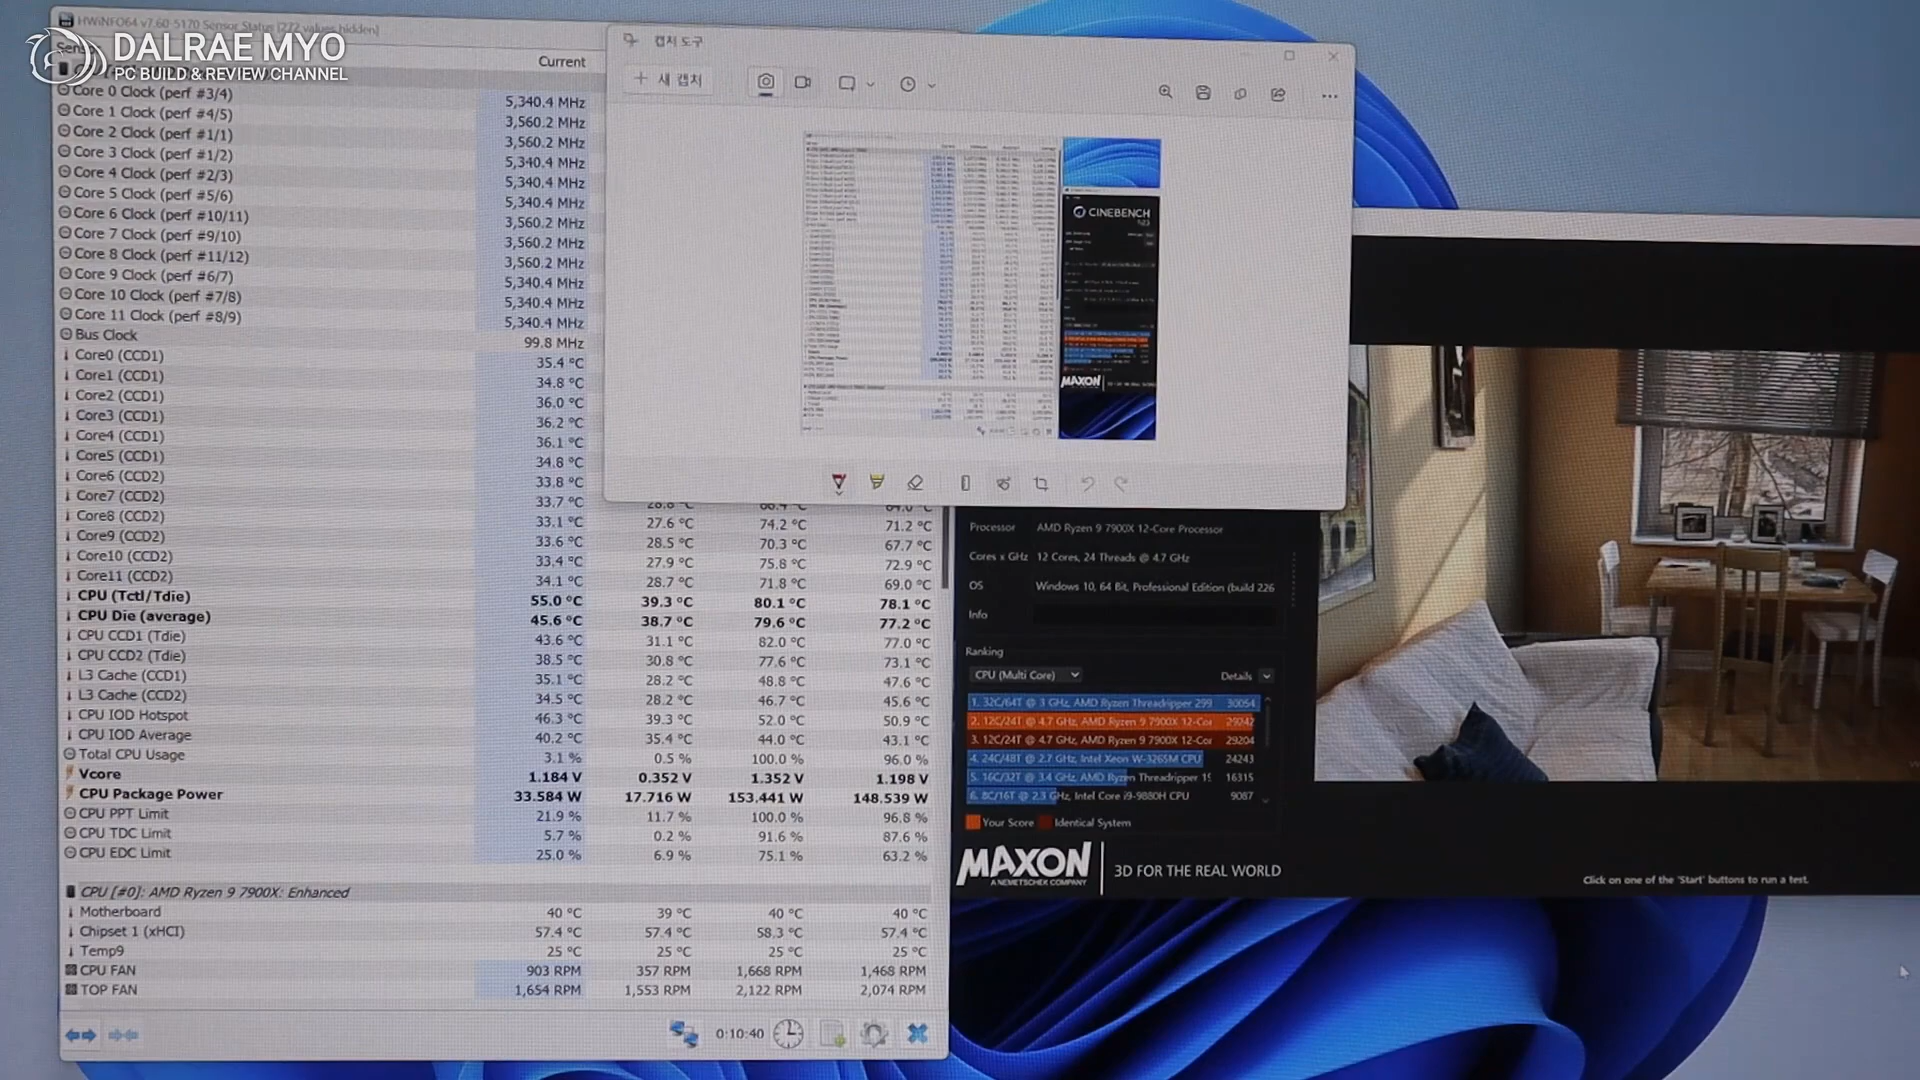 HWiNFO64 v7.60-5170 Sensor Status [272 values hidden]
DALRAE MYO
PC BUILD & REVIEW CHANNEL
Current
Core 0 Clock (perf #3/4) 5,340.4 MHz
Core 1 Clock (perf #4/5) 3,560.2 MHz
Core 2 Clock (perf #1/1) 3,560.2 MHz
Core 3 Clock (perf #1/2) 5,340.4 MHz
Core 4 Clock (perf #2/3) 5,340.4 MHz
Core 5 Clock (perf #5/6) 5,340.4 MHz
Core 6 Clock (perf #10/11) 3,560.2 MHz
Core 7 Clock (perf #9/10) 3,560.2 MHz
Core 8 Clock (perf #11/12) 3,560.2 MHz
Core 9 Clock (perf #6/7) 5,340.4 MHz
Core 10 Clock (perf #7/8) 5,340.4 MHz
Core 11 Clock (perf #8/9) 5,340.4 MHz
Bus Clock 99.8 MHz
Core0 (CCD1) 35.4 °C
Core1 (CCD1) 34.8 °C
Core2 (CCD1) 36.0 °C
Core3 (CCD1) 36.2 °C
Core4 (CCD1) 36.1 °C
Core5 (CCD1) 34.8 °C
Core6 (CCD2) 33.8 °C
Core7 (CCD2) 33.7 °C
Core8 (CCD2) 33.1 °C 27.6 °C 74.2 °C 71.2 °C
Core9 (CCD2) 33.6 °C 28.5 °C 70.3 °C 67.7 °C
Core10 (CCD2) 33.4 °C 27.9 °C 75.8 °C 72.9 °C
Core11 (CCD2) 34.1 °C 28.7 °C 71.8 °C 69.0 °C
CPU (Tctl/Tdie) 55.0 °C 39.3 °C 80.1 °C 78.1 °C
CPU Die (average) 45.6 °C 38.7 °C 79.6 °C 77.2 °C
CPU CCD1 (Tdie) 43.6 °C 31.1 °C 82.0 °C 77.0 °C
CPU CCD2 (Tdie) 38.5 °C 30.8 °C 77.6 °C 73.1 °C
L3 Cache (CCD1) 35.1 °C 28.2 °C 48.8 °C 47.6 °C
L3 Cache (CCD2) 34.5 °C 28.2 °C 46.7 °C 45.6 °C
CPU IOD Hotspot 46.3 °C 39.3 °C 52.0 °C 50.9 °C
CPU IOD Average 40.2 °C 35.4 °C 44.0 °C 43.1 °C
Total CPU Usage 3.1 % 0.5 % 100.0 % 96.0 %
Vcore 1.184 V 0.352 V 1.352 V 1.198 V
CPU Package Power 33.584 W 17.716 W 153.441 W 148.539 W
CPU PPT Limit 21.9 % 11.7 % 100.0 % 96.8 %
CPU TDC Limit 5.7 % 0.2 % 91.6 % 87.6 %
CPU EDC Limit 25.0 % 6.9 % 75.1 % 63.2 %
CPU [#0]: AMD Ryzen 9 7900X: Enhanced
Motherboard 40 °C 39 °C 40 °C 40 °C
Chipset 1 (xHCI) 57.4 °C 57.4 °C 58.3 °C 57.4 °C
Temp9 25 °C 25 °C 25 °C 25 °C
CPU FAN 903 RPM 357 RPM 1,668 RPM 1,468 RPM
TOP FAN 1,654 RPM 1,553 RPM 2,122 RPM 2,074 RPM
0:10:40
캡처 도구
새 캡처
CINEBENCH
MAXON
Processor AMD Ryzen 9 7900X 12-Core Processor
Cores x GHz 12 Cores, 24 Threads @ 4.7 GHz
OS Windows 10, 64 Bit, Professional Edition (build 226
Info
Ranking
CPU (Multi Core) Details
1. 32C/64T @ 3 GHz, AMD Ryzen Threadripper 299 30054
2. 12C/24T @ 4.7 GHz, AMD Ryzen 9 7900X 12-Cor 29242
3. 12C/24T @ 4.7 GHz, AMD Ryzen 9 7900X 12-Cor 29204
4. 24C/48T @ 2.7 GHz, Intel Xeon W-3265M CPU 24243
5. 16C/32T @ 3.4 GHz, AMD Ryzen Threadripper 19 16315
6. 8C/16T @ 2.3 GHz, Intel Core i9-9880H CPU 9087
Your Score Identical System
MAXON
A NEMETSCHEK COMPANY
3D FOR THE REAL WORLD
Click on one of the 'Start' buttons to run a test.